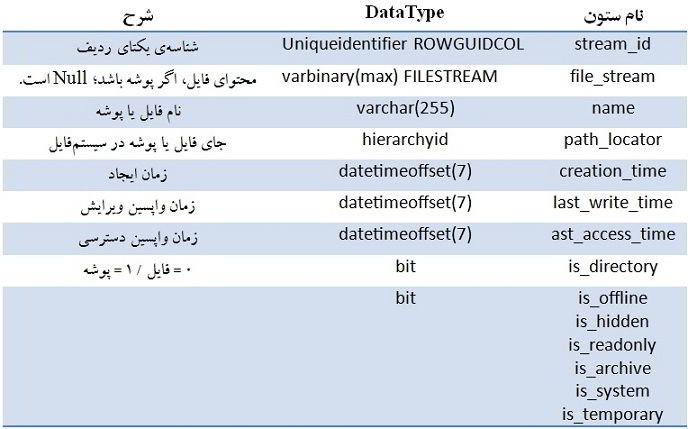 نام ستون DataType شرح
stream_id Uniqueidentifier ROWGUIDCOL شناسه‌ی یکتای ردیف
file_stream varbinary(max) FILESTREAM محتوای فایل، اگر پوشه باشد؛ Null است.
name varchar(255) نام فایل یا پوشه
path_locator hierarchyid جای فایل یا پوشه در سیستم‌فایل
creation_time datetimeoffset(7) زمان ایجاد
last_write_time datetimeoffset(7) زمان واپسین ویرایش
ast_access_time datetimeoffset(7) زمان واپسین دسترسی
is_directory bit ۰ = فایل / ۱ = پوشه
is_offline bit
is_hidden
is_readonly
is_archive
is_system
is_temporary